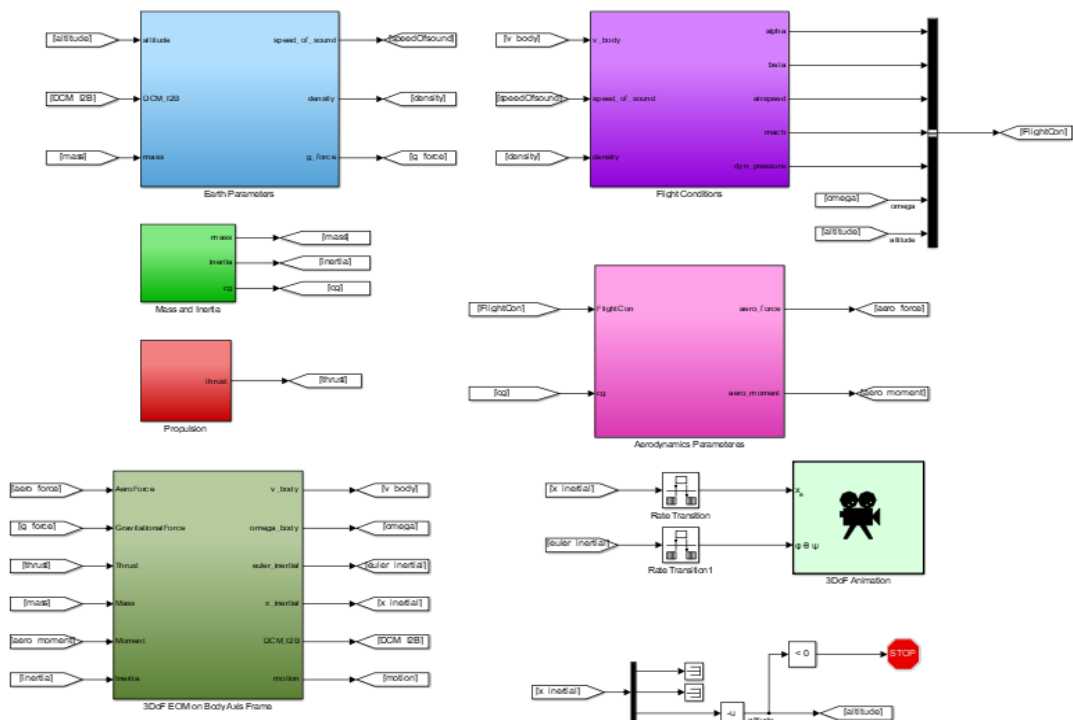 [altitude]
altitude
speed_of_sound
[speedOfsound]
[DCM_I2B]
DCM_I2B
density
[density]
[mass]
mass
g_force
[g_force]
Earth Parameters
[v_body]
v_body
alpha
beta
[speedOfsound]
speed_of_sound
airspeed
mach
[FlightCon]
[density]
density
dyn_pressure
Flight Conditions
[omega]
omega
[altitude]
altitude
mass
[mass]
inertia
[inertia]
cg
[cg]
Mass and Inertia
[FlightCon]
FlightCon
aero_force
[aero_force]
[cg]
cg
aero_moment
[aero_moment]
Aerodynamics Parameteres
thrust
[thrust]
Propulsion
[aero_force]
AeroForce
v_body
[v_body]
[g_force]
GravitationalForce
omega_body
[omega]
[thrust]
Thrust
euler_inertial
[euler_inertial]
[mass]
Mass
x_inertial
[x_inertial]
[aero_moment]
Moment
DCM_I2B
[DCM_I2B]
[inertia]
Inertia
motion
[motion]
3DoF EOM on Body Axis Frame
[x_inertial]
Rate Transition
[euler_inertial]
φ θ ψ
Rate Transition1
3DoF Animation
< 0
STOP
[x_inertial]
-u
altitude
[altitude]